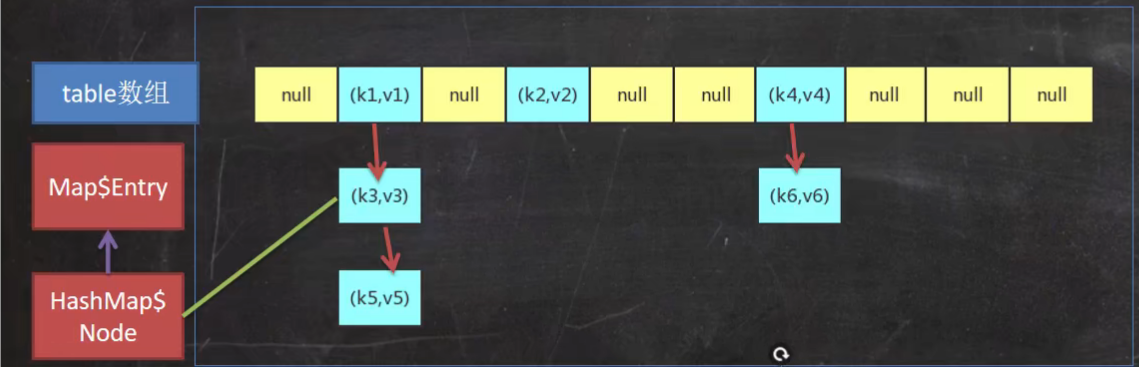 table数组
null
(k1,v1)
null
(k2,v2)
null
null
(k4,v4)
null
null
null
Map$Entry
(k3,v3)
(k6,v6)
HashMap$
Node
(k5,v5)